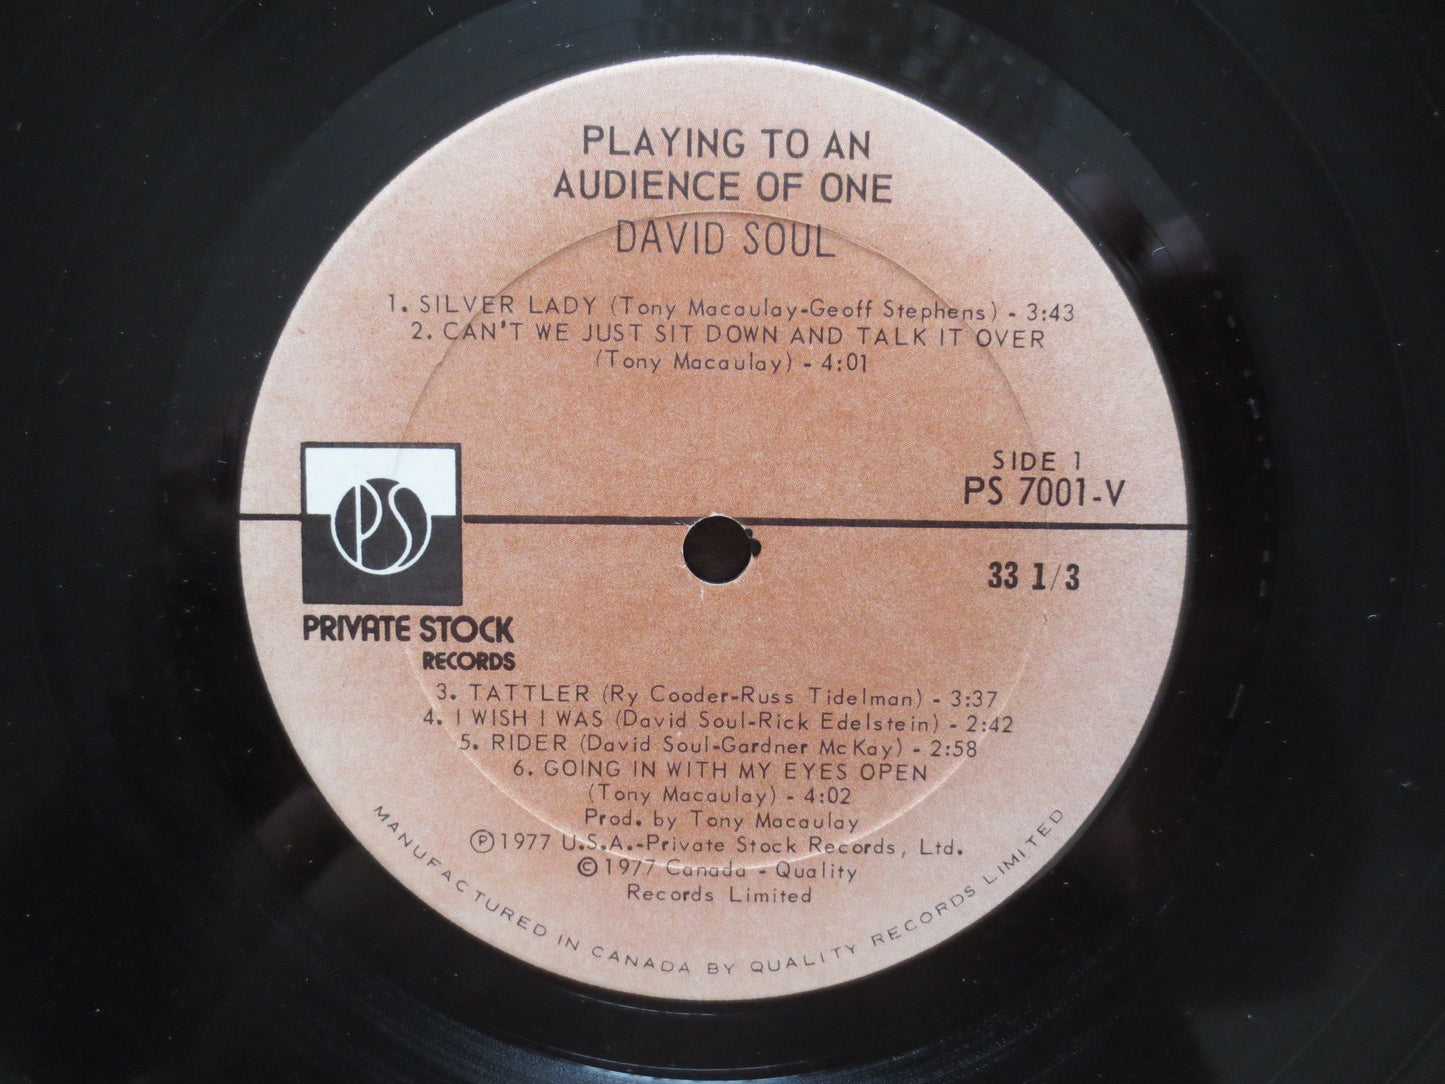 PLAYING TO AN
AUDIENCE OF ONE
DAVID SOUL
1. SILVER LADY (Tony Macaulay-Geoff Stephens) - 3:43
2. CAN'T WE JUST SIT DOWN AND TALK IT OVER
(Tony Macaulay) - 4:01
SIDE 1
PS 7001-V
PS
33 1/3
PRIVATE STOCK
RECORDS
3. TATTLER (Ry Cooder-Russ Tidelman) - 3:37
4. I WISH I WAS (David Soul-Rick Edelstein) - 2:42
5. RIDER (David Soul-Gardner McKay) - 2:58
6. GOING IN WITH MY EYES OPEN
(Tony Macaulay) - 4:02
Prod. by Tony Macaulay
Ⓟ1977 U.S.A.-Private Stock Records, Ltd.
©1977 Canada - Quality
Records Limited
MANUFACTURED IN CANADA BY QUALITY RECORDS LIMITED